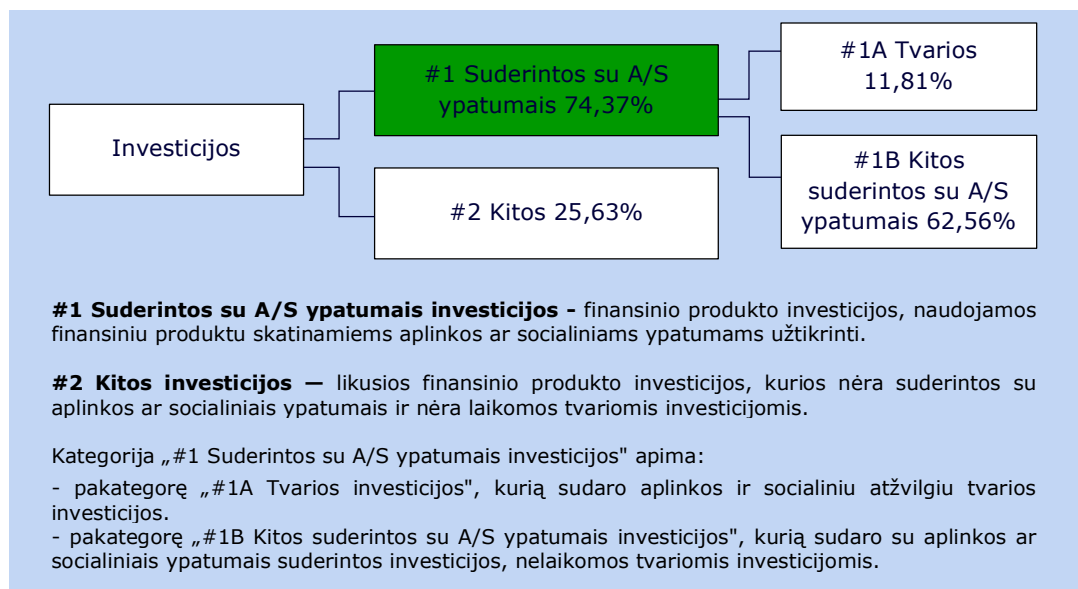 #1A Tvarios
11,81%
#1 Suderintos su A/S
ypatumais 74,37%
Investicijos
#1B Kitos
suderintos su A/S
ypatumais 62,56%
#2 Kitos 25,63%
#1 Suderintos su A/S ypatumais investicijos - finansinio produkto investicijos, naudojamos
finansiniu produktu skatinamiems aplinkos ar socialiniams ypatumams užtikrinti.
#2 Kitos investicijos — likusios finansinio produkto investicijos, kurios nėra suderintos su
aplinkos ar socialiniais ypatumais ir nėra laikomos tvariomis investicijomis.
Kategorija „#1 Suderintos su A/S ypatumais investicijos" apima:
- pakategorę „#1A Tvarios investicijos", kurią sudaro aplinkos ir socialiniu atžvilgiu tvarios
investicijos.
- pakategorę „#1B Kitos suderintos su A/S ypatumais investicijos", kurią sudaro su aplinkos ar
socialiniais ypatumais suderintos investicijos, nelaikomos tvariomis investicijomis.